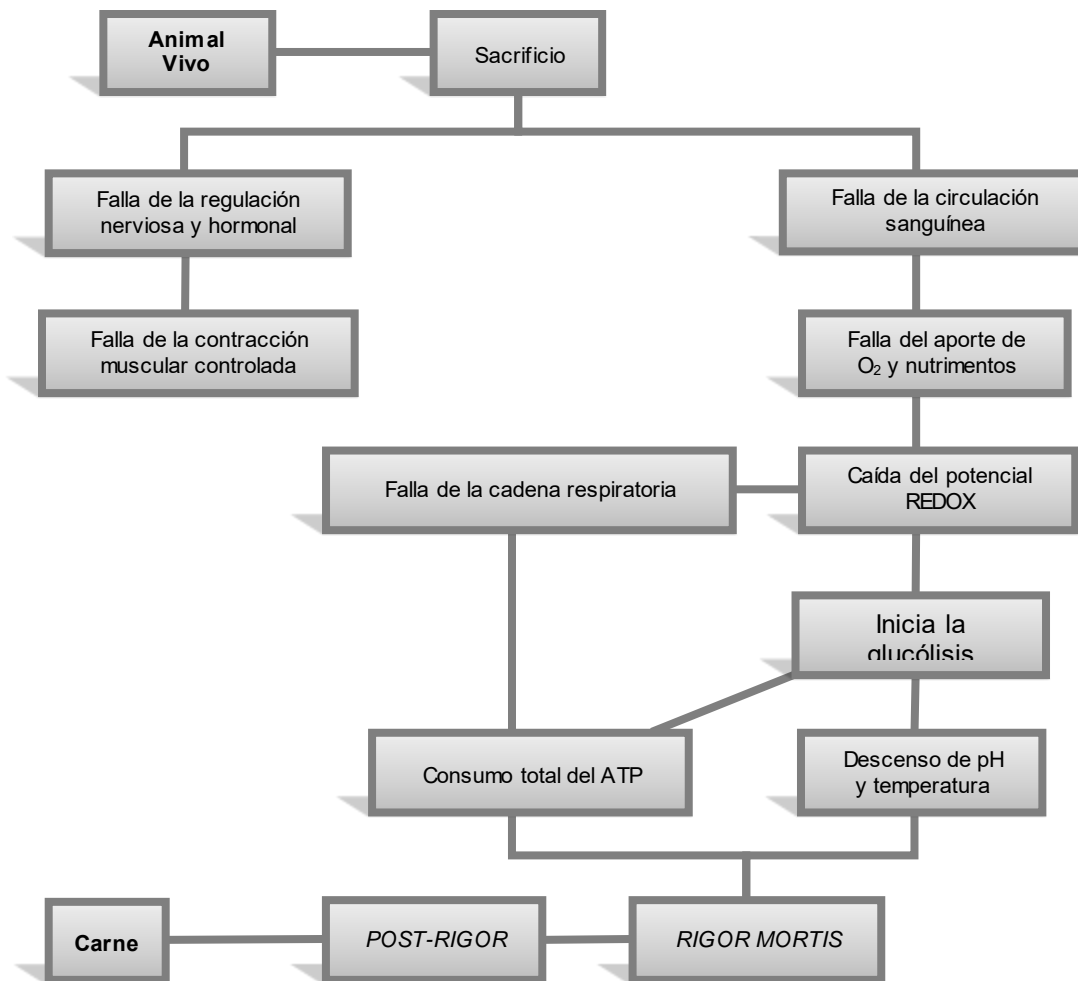 Animal
Vivo
Sacrificio
Falla de la regulación
nerviosa y hormonal
Falla de la circulación
sanguínea
Falla de la contracción
muscular controlada
Falla del aporte de
O₂ y nutrimentos
Falla de la cadena respiratoria
Caída del potencial
REDOX
Inicia la
glucólisis
Consumo total del ATP
Descenso de pH
y temperatura
Carne
POST-RIGOR
RIGOR MORTIS